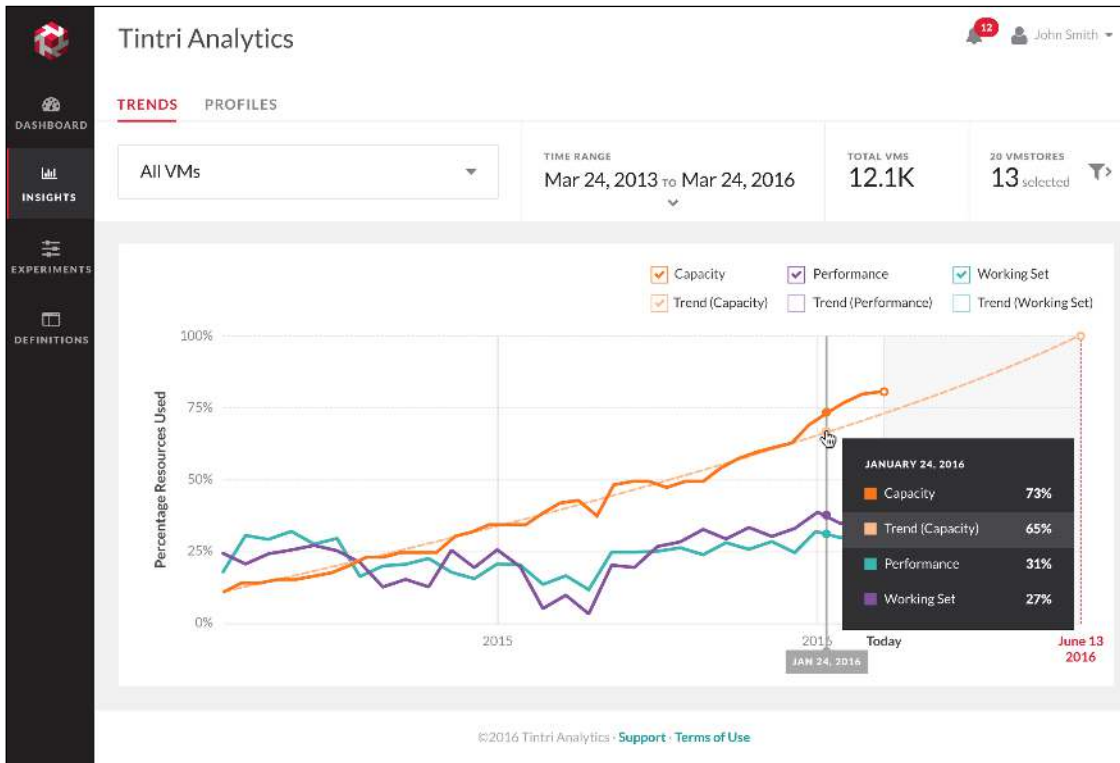 Tintri Analytics
12
John Smith
DASHBOARD
INSIGHTS
EXPERIMENTS
DEFINITIONS
TRENDS PROFILES
All VMs
TIME RANGE
Mar 24, 2013 TO Mar 24, 2016
TOTAL VMS
12.1K
20 VMSTORES
13 selected
Capacity Performance Working Set
Trend (Capacity) Trend (Performance) Trend (Working Set)
Percentage Resources Used
100%
75%
50%
25%
0%
JANUARY 24, 2016
Capacity 73%
Trend (Capacity) 65%
Performance 31%
Working Set 27%
2015 2016 Today June 13
2016
JAN 24, 2016
©2016 Tintri Analytics · Support · Terms of Use